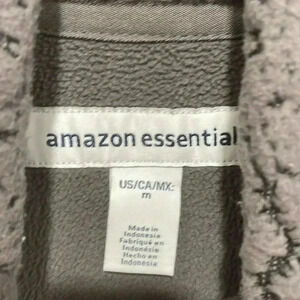 amazon essential
US/CA/MX:
m
Made in
Indonesia
Fabriqué en
Indonésie
Hecho en
Indonesia